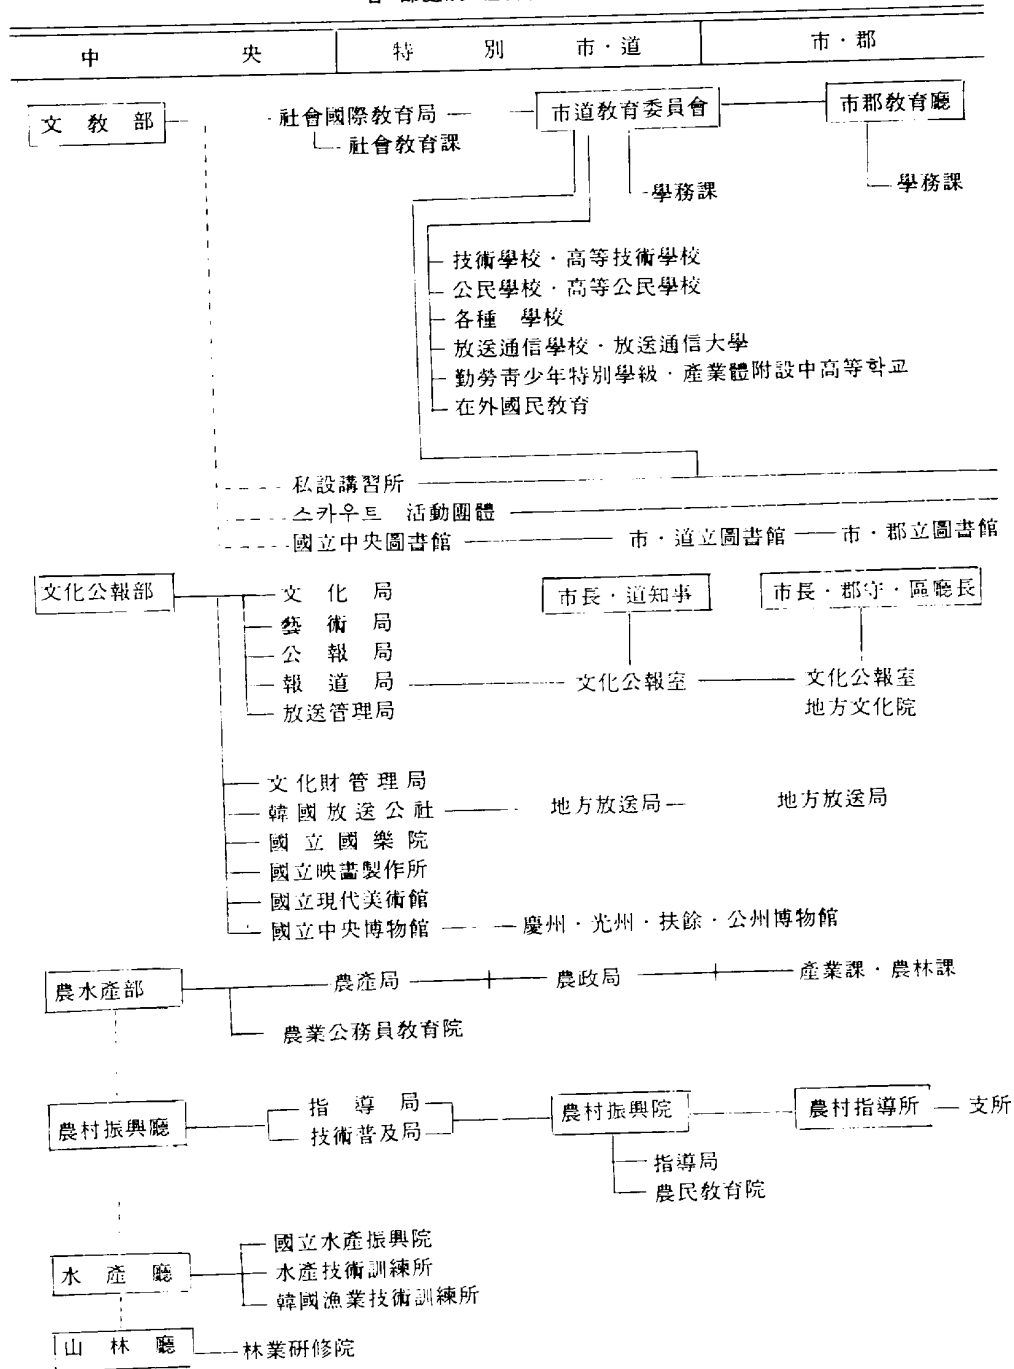 中 央 特 別 市·道 市·郡
文 敎 部 社會國際敎育局 市道敎育委員會 市郡敎育廳
社會敎育課
學務課 學務課
技術學校·高等技術學校
公民學校·高等公民學校
各種 學校
放送通信學校·放送通信大學
勤勞靑少年特別學級·產業體附設中高等학교
在外國民敎育
私設講習所
스카우트 活動團體
國立中央圖書館 市·道立圖書館 市·郡立圖書館
文化公報部 文 化 局 市長·道知事 市長·郡守·區廳長
藝 術 局
公 報 局
報 道 局 文化公報室 文化公報室
放送管理局 地方文化院
文化財管理局
韓國放送公社 地方放送局 地方放送局
國立國樂院
國立映畵製作所
國立現代美術館
國立中央博物館 慶州·光州·扶餘·公州博物館
農水產部 農產局 農政局 產業課·農林課
農業公務員敎育院
農村振興廳 指 導 局 農村振興院 農村指導所 支所
技術普及局
指導局
農民敎育院
國立水產振興院
水 產 廳 水產技術訓練所
韓國漁業技術訓練所
山 林 廳 林業硏修院